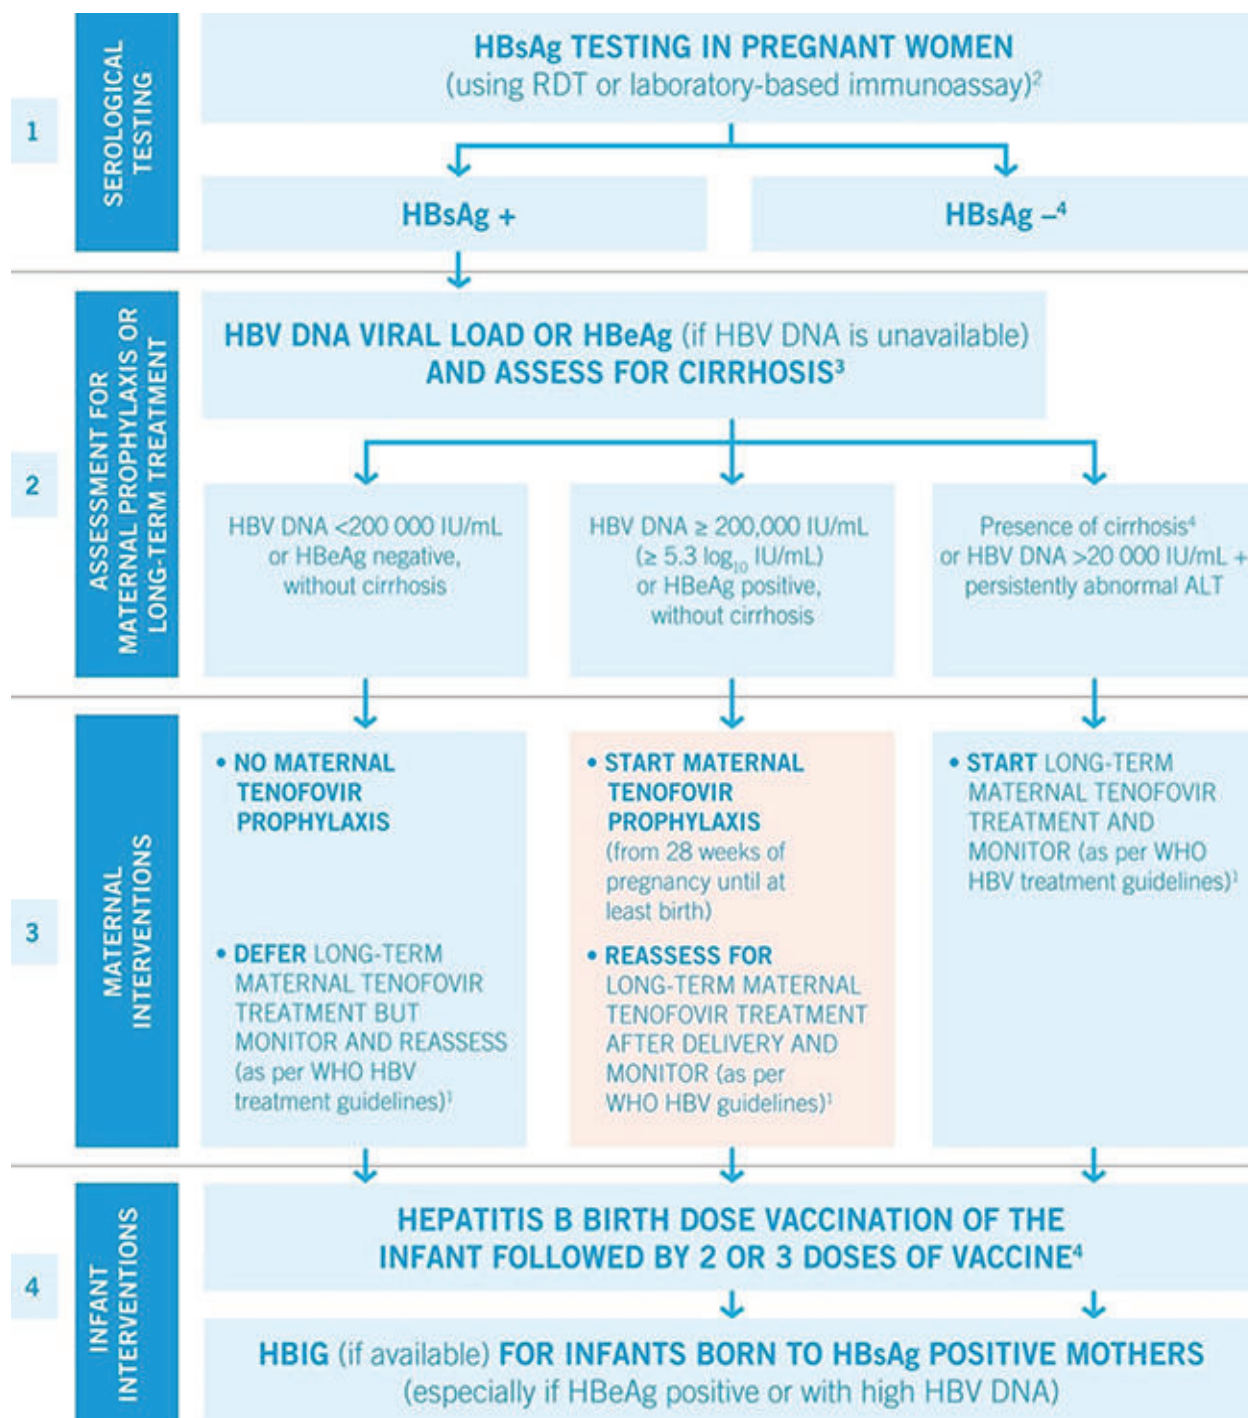 1
SEROLOGICAL
TESTING
HBsAg TESTING IN PREGNANT WOMEN
(using RDT or laboratory-based immunoassay)²
HBsAg +
HBsAg –⁴
2
ASSESSMENT FOR
MATERNAL PROPHYLAXIS OR
LONG-TERM TREATMENT
HBV DNA VIRAL LOAD OR HBeAg (if HBV DNA is unavailable)
AND ASSESS FOR CIRRHOSIS³
HBV DNA <200 000 IU/mL
or HBeAg negative,
without cirrhosis
HBV DNA ≥ 200,000 IU/mL
(≥ 5.3 log₁₀ IU/mL)
or HBeAg positive,
without cirrhosis
Presence of cirrhosis⁴
or HBV DNA >20 000 IU/mL +
persistently abnormal ALT
3
MATERNAL
INTERVENTIONS
• NO MATERNAL
TENOFOVIR
PROPHYLAXIS
• DEFER LONG-TERM
MATERNAL TENOFOVIR
TREATMENT BUT
MONITOR AND REASSESS
(as per WHO HBV
treatment guidelines)¹
• START MATERNAL
TENOFOVIR
PROPHYLAXIS
(from 28 weeks of
pregnancy until at
least birth)
• REASSESS FOR
LONG-TERM MATERNAL
TENOFOVIR TREATMENT
AFTER DELIVERY AND
MONITOR (as per
WHO HBV guidelines)¹
• START LONG-TERM
MATERNAL TENOFOVIR
TREATMENT AND
MONITOR (as per WHO
HBV treatment guidelines)¹
4
INFANT
INTERVENTIONS
HEPATITIS B BIRTH DOSE VACCINATION OF THE
INFANT FOLLOWED BY 2 OR 3 DOSES OF VACCINE⁴
HBIG (if available) FOR INFANTS BORN TO HBsAg POSITIVE MOTHERS
(especially if HBeAg positive or with high HBV DNA)